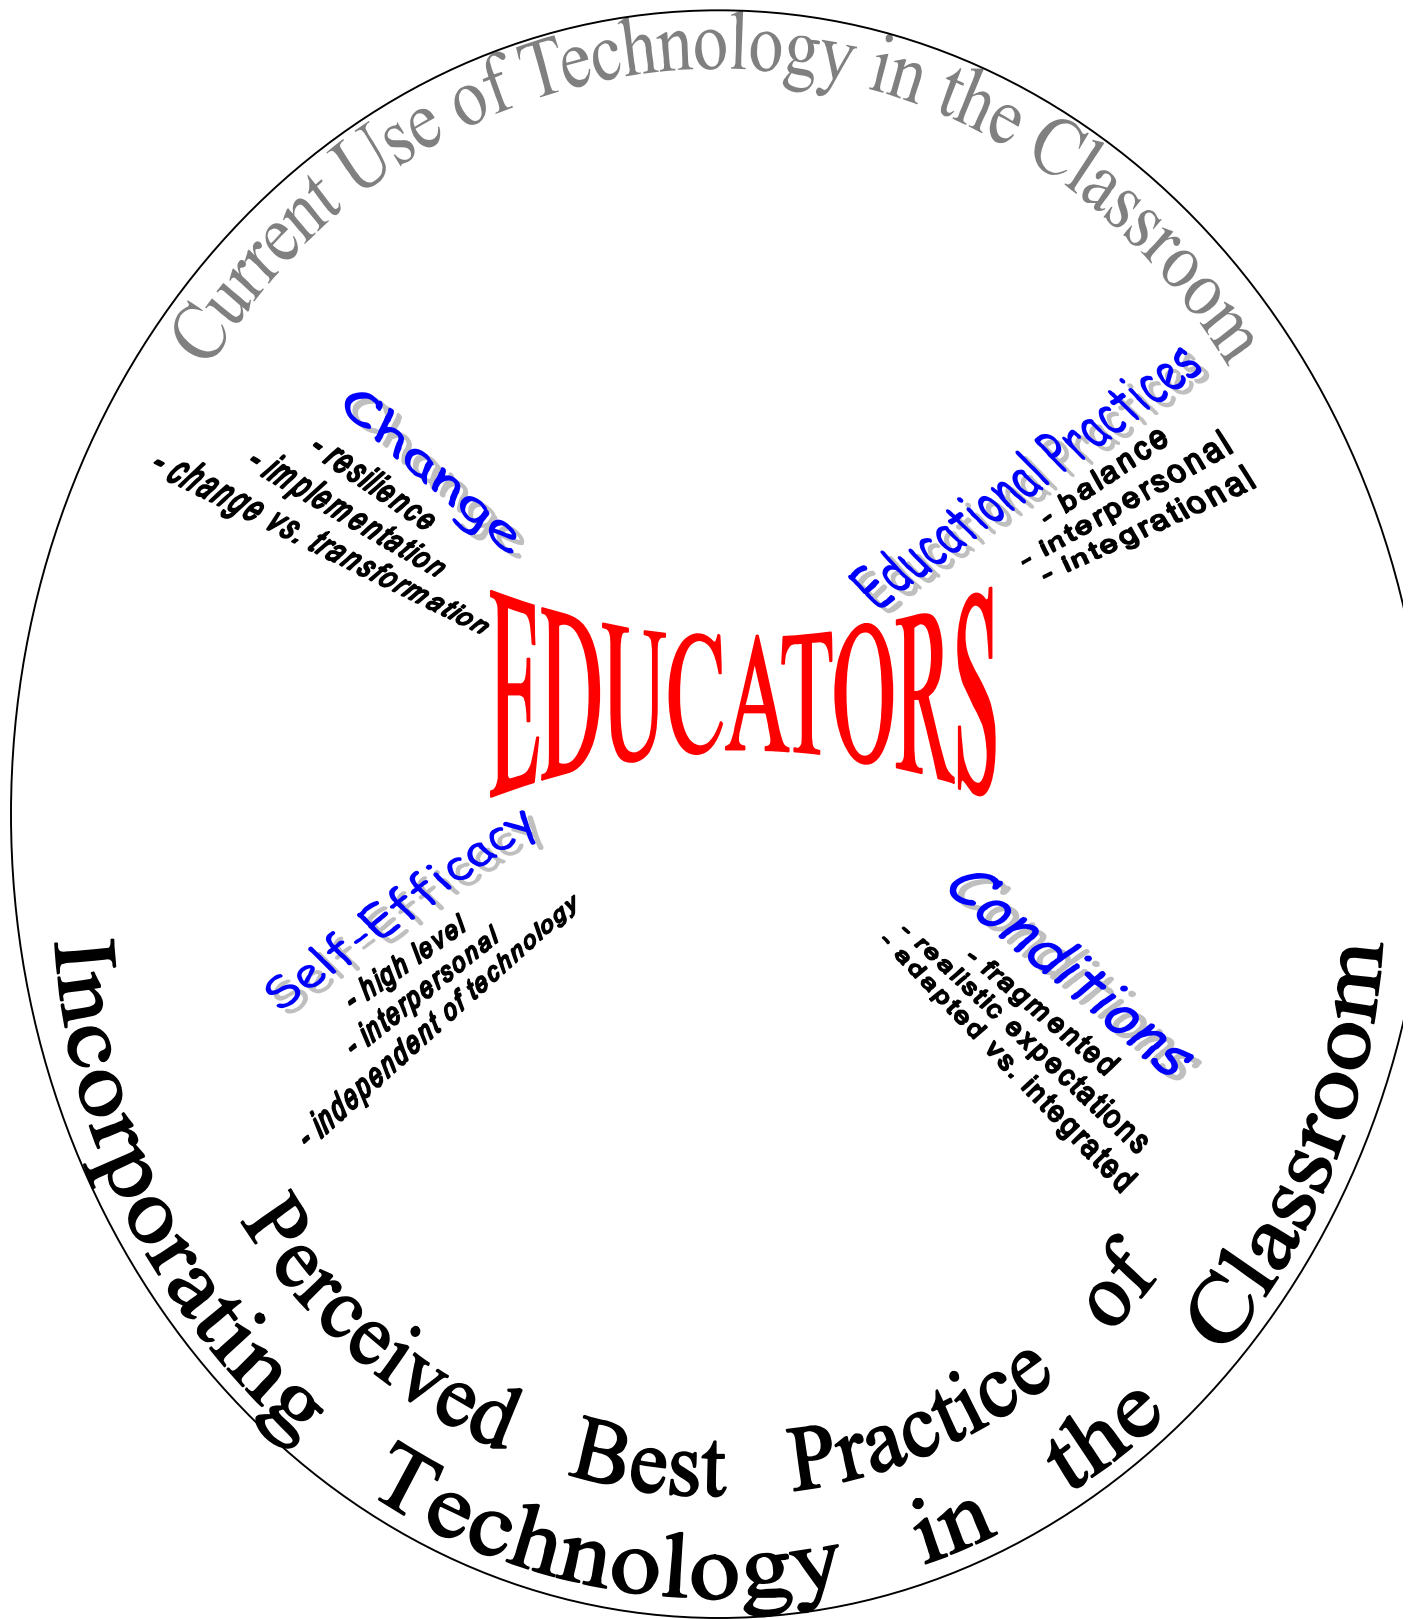 Current Use of Technology in the Classroom
Change
- resilience
- implementation
- change vs. transformation
Educational Practices
- balance
- interpersonal
- integrational
EDUCATORS
Self-Efficacy
- high level
- interpersonal
- independent of technology
Conditions
- fragmented
- realistic expectations
- adapted vs. integrated
Perceived Best Practice of
Incorporating Technology in the Classroom